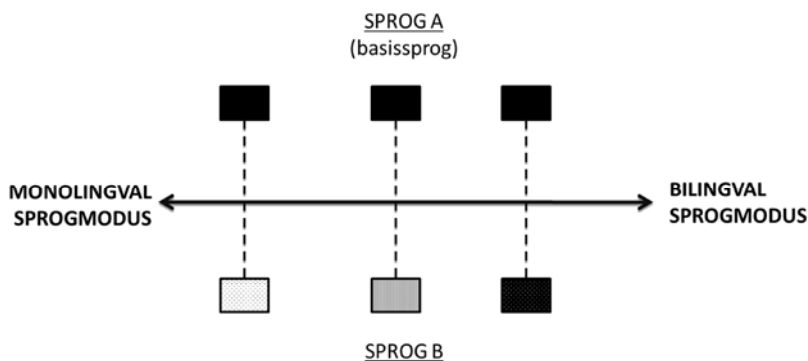 SPROG A
(basissprog)
MONOLINGVAL
SPROGMODUS
BILINGVAL
SPROGMODUS
SPROG B